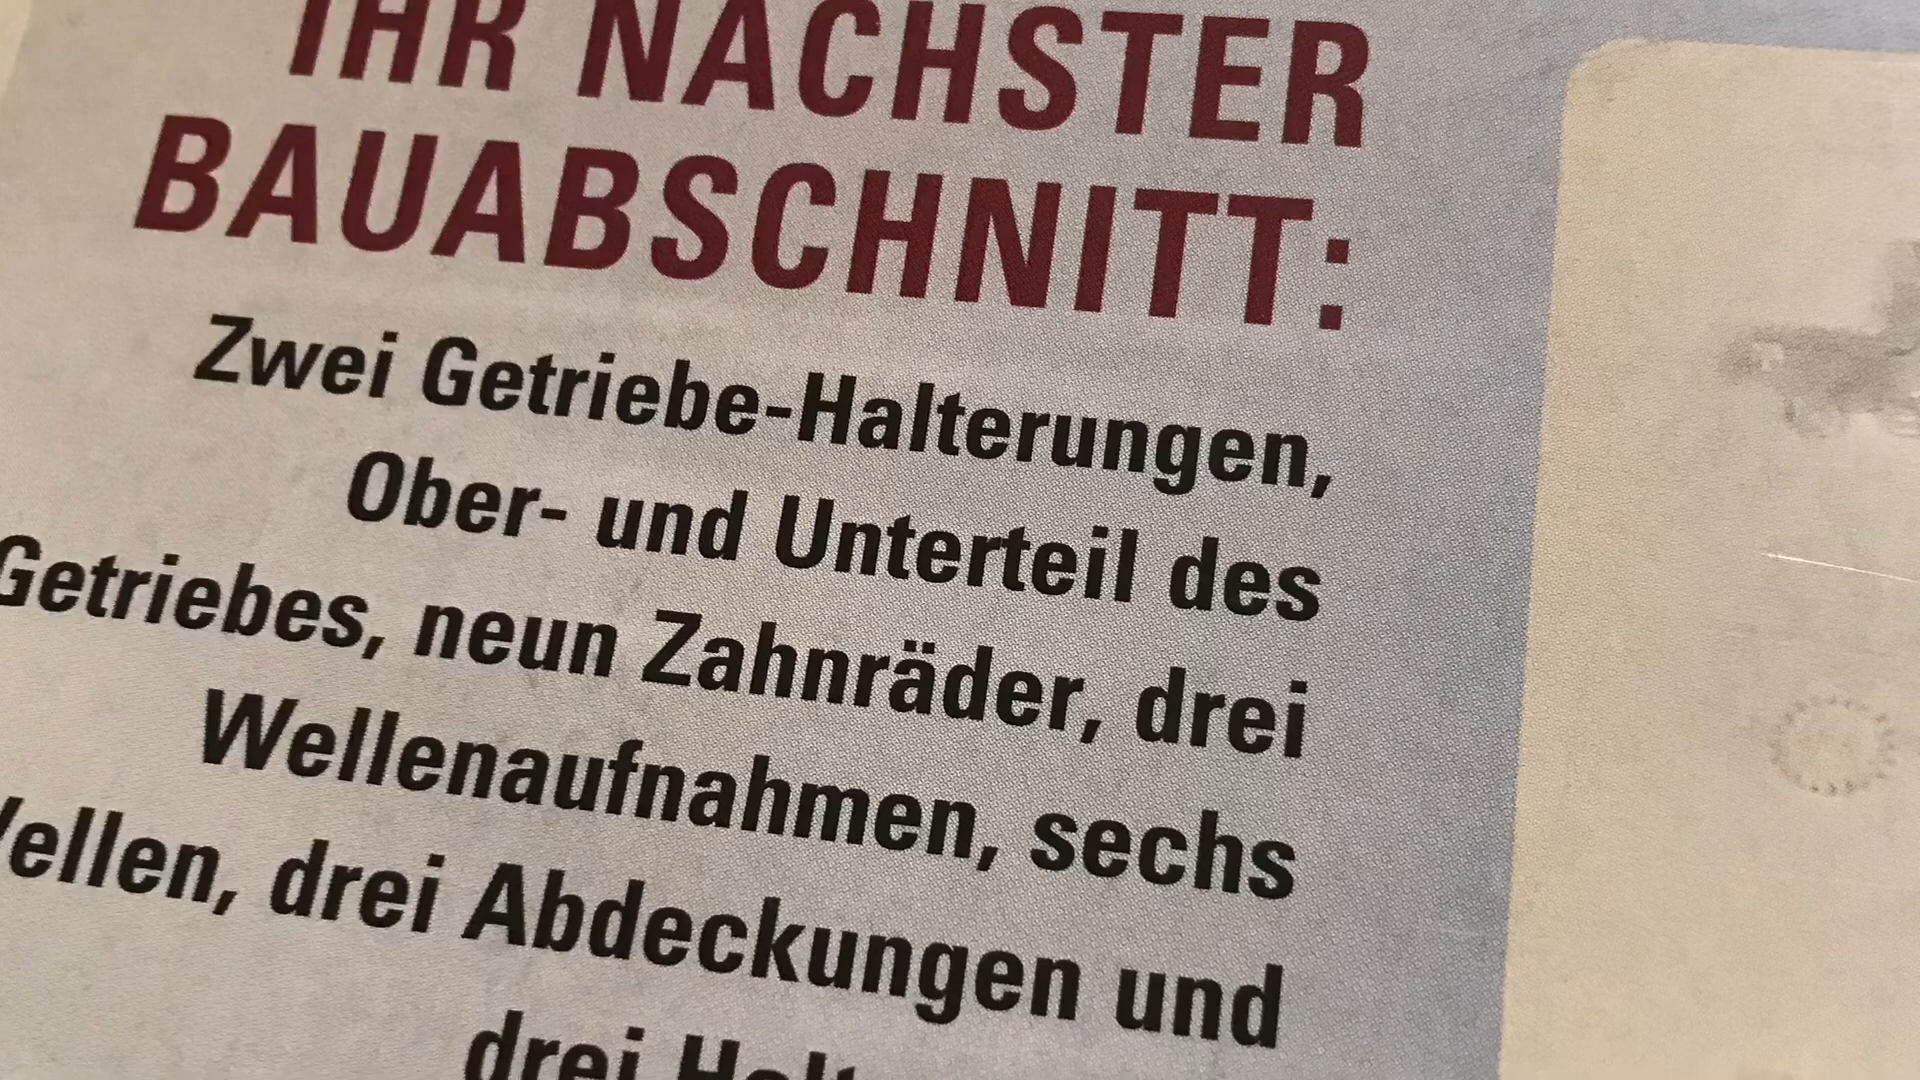 IHR NÄCHSTER
BAUABSCHNITT:
Zwei Getriebe-Halterungen,
Ober- und Unterteil des
Getriebes, neun Zahnräder, drei
Wellenaufnahmen, sechs
Wellen, drei Abdeckungen und
drei